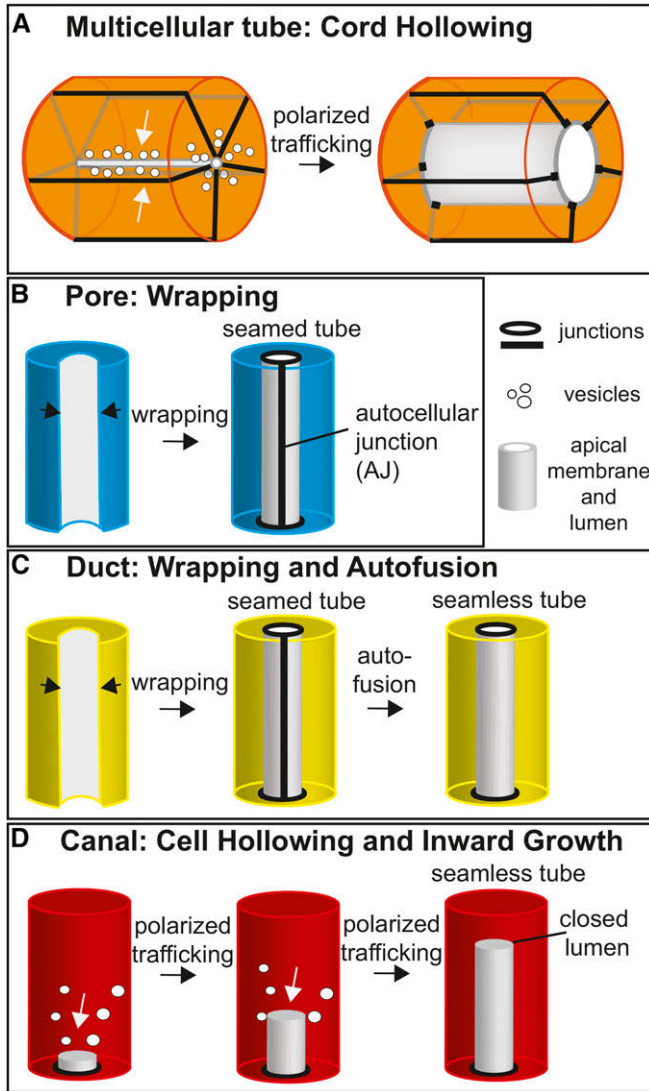 A Multicellular tube: Cord Hollowing
polarized
trafficking
B Pore: Wrapping
seamed tube
wrapping
autocellular
junction
(AJ)
junctions
vesicles
apical
membrane
and
lumen
C Duct: Wrapping and Autofusion
seamed tube
seamless tube
wrapping
auto-
fusion
D Canal: Cell Hollowing and Inward Growth
seamless tube
polarized
trafficking
polarized
trafficking
closed
lumen